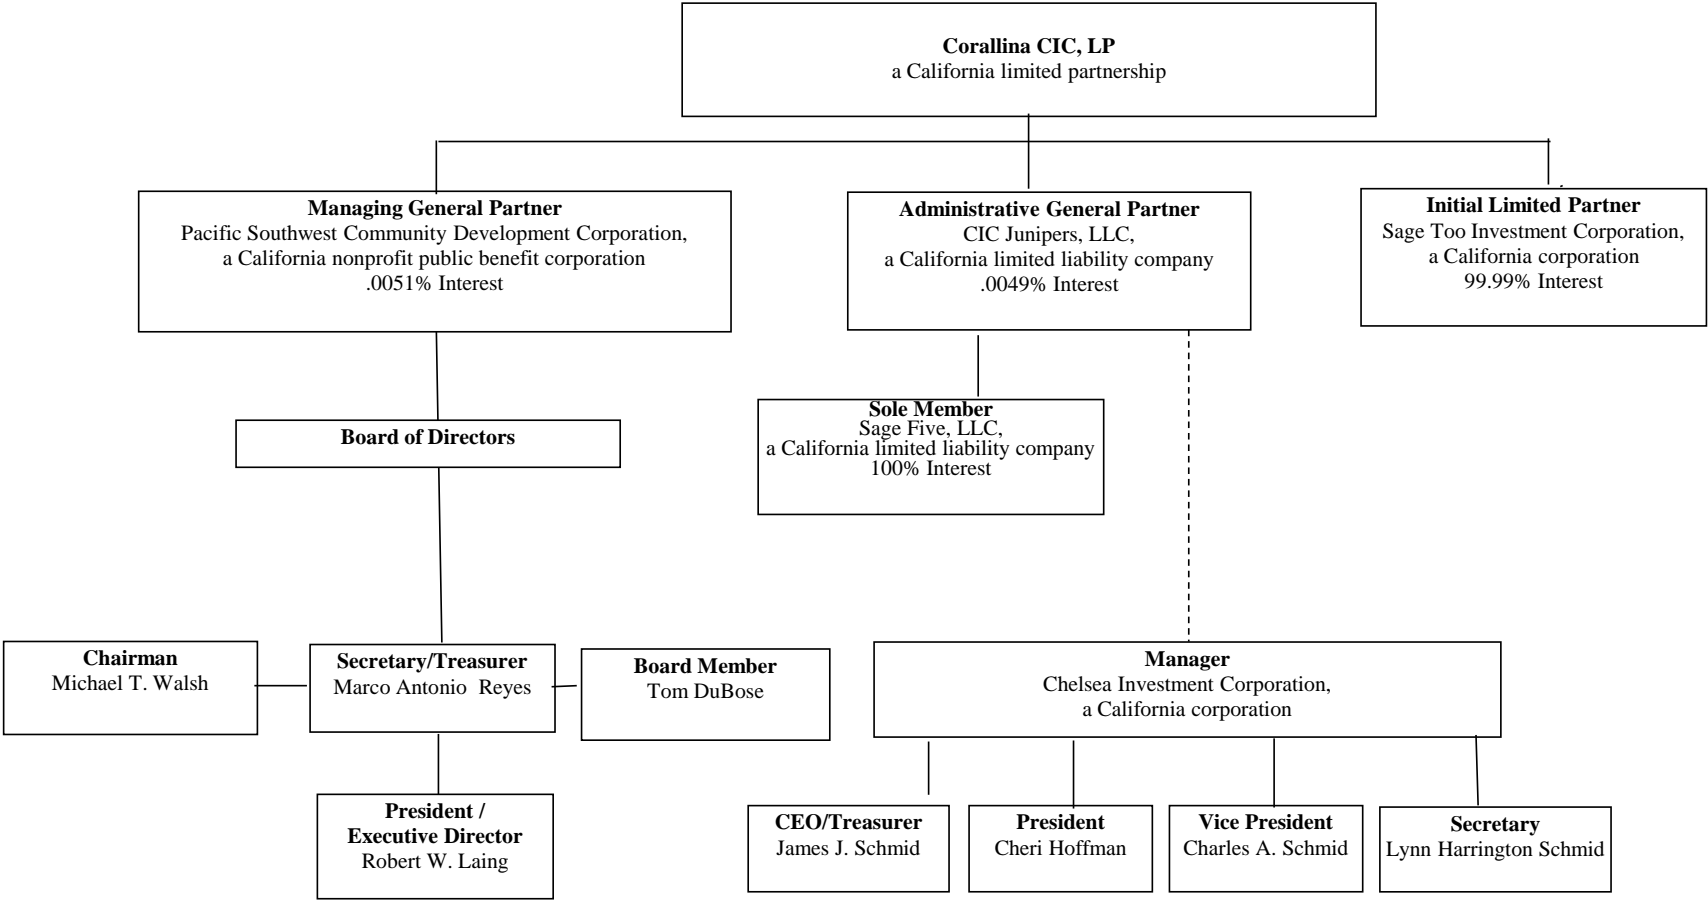 Corallina CIC, LP
a California limited partnership
Managing General Partner
Pacific Southwest Community Development Corporation,
a California nonprofit public benefit corporation
.0051% Interest
Administrative General Partner
CIC Junipers, LLC,
a California limited liability company
.0049% Interest
Initial Limited Partner
Sage Too Investment Corporation,
a California corporation
99.99% Interest
Board of Directors
Sole Member
Sage Five, LLC,
a California limited liability company
100% Interest
Chairman
Michael T. Walsh
Secretary/Treasurer
Marco Antonio Reyes
Board Member
Tom DuBose
Manager
Chelsea Investment Corporation,
a California corporation
President /
Executive Director
Robert W. Laing
CEO/Treasurer
James J. Schmid
President
Cheri Hoffman
Vice President
Charles A. Schmid
Secretary
Lynn Harrington Schmid